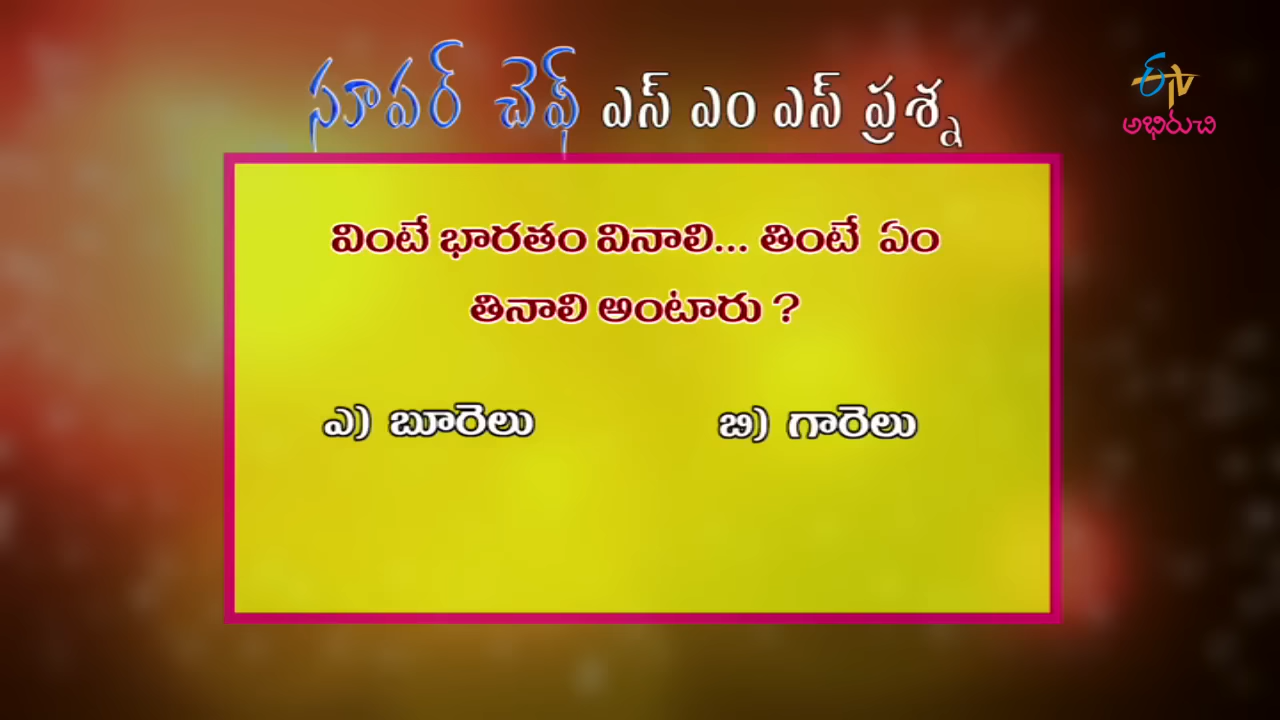 సూపర్ చెఫ్ ఎస్ ఎం ఎస్ ప్రశ్న
ETV
అభిరుచి
వింటే భారతం వినాలి... తింటే ఏం
తినాలి అంటారు ?
ఎ) బూరెలు
బి) గారెలు